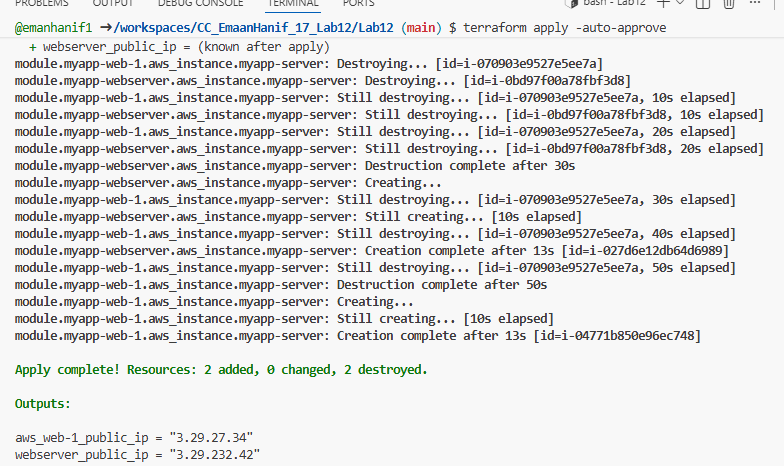 PROBLEMS OUTPUT DEBUG CONSOLE TERMINAL PORTS bash - Lab12
@emanhanif1 →/workspaces/CC_EmaanHanif_17_Lab12/Lab12 (main) $ terraform apply -auto-approve
+ webserver_public_ip = (known after apply)
module.myapp-web-1.aws_instance.myapp-server: Destroying... [id=i-070903e9527e5ee7a]
module.myapp-webserver.aws_instance.myapp-server: Destroying... [id=i-0bd97f00a78fbf3d8]
module.myapp-web-1.aws_instance.myapp-server: Still destroying... [id=i-070903e9527e5ee7a, 10s elapsed]
module.myapp-webserver.aws_instance.myapp-server: Still destroying... [id=i-0bd97f00a78fbf3d8, 10s elapsed]
module.myapp-web-1.aws_instance.myapp-server: Still destroying... [id=i-070903e9527e5ee7a, 20s elapsed]
module.myapp-webserver.aws_instance.myapp-server: Still destroying... [id=i-0bd97f00a78fbf3d8, 20s elapsed]
module.myapp-webserver.aws_instance.myapp-server: Destruction complete after 30s
module.myapp-webserver.aws_instance.myapp-server: Creating...
module.myapp-web-1.aws_instance.myapp-server: Still destroying... [id=i-070903e9527e5ee7a, 30s elapsed]
module.myapp-webserver.aws_instance.myapp-server: Still creating... [10s elapsed]
module.myapp-web-1.aws_instance.myapp-server: Still destroying... [id=i-070903e9527e5ee7a, 40s elapsed]
module.myapp-webserver.aws_instance.myapp-server: Creation complete after 13s [id=i-027d6e12db64d6989]
module.myapp-web-1.aws_instance.myapp-server: Still destroying... [id=i-070903e9527e5ee7a, 50s elapsed]
module.myapp-web-1.aws_instance.myapp-server: Destruction complete after 50s
module.myapp-web-1.aws_instance.myapp-server: Creating...
module.myapp-web-1.aws_instance.myapp-server: Still creating... [10s elapsed]
module.myapp-web-1.aws_instance.myapp-server: Creation complete after 13s [id=i-04771b850e96ec748]
Apply complete! Resources: 2 added, 0 changed, 2 destroyed.
Outputs:
aws_web-1_public_ip = "3.29.27.34"
webserver_public_ip = "3.29.232.42"